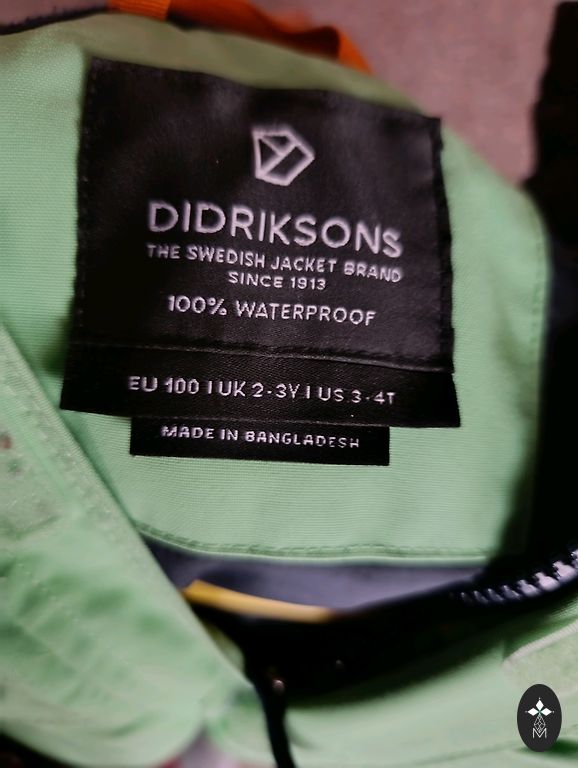 DIDRIKSONS
THE SWEDISH JACKET BRAND
SINCE 1913
100% WATERPROOF
EU 100 | UK 2-3Y | US 3-4T
MADE IN BANGLADESH
M